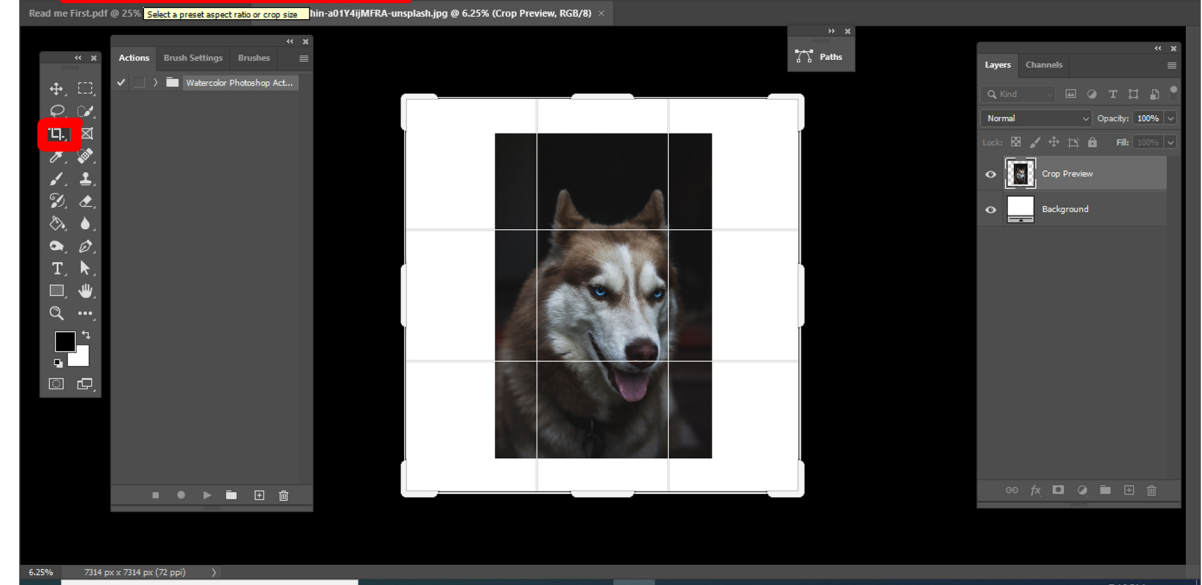 Read me First.pdf @ 25%
Select a preset aspect ratio or crop size
hin-a01Y4ijMFRA-unsplash.jpg @ 6.25% (Crop Preview, RGB/8) ×
Actions
Brush Settings
Brushes
Watercolor Photoshop Act...
Paths
Layers
Channels
Kind
Normal
Opacity: 100%
Lock:
Fill: 100%
Crop Preview
Background
6.25%
7314 px x 7314 px (72 ppi)